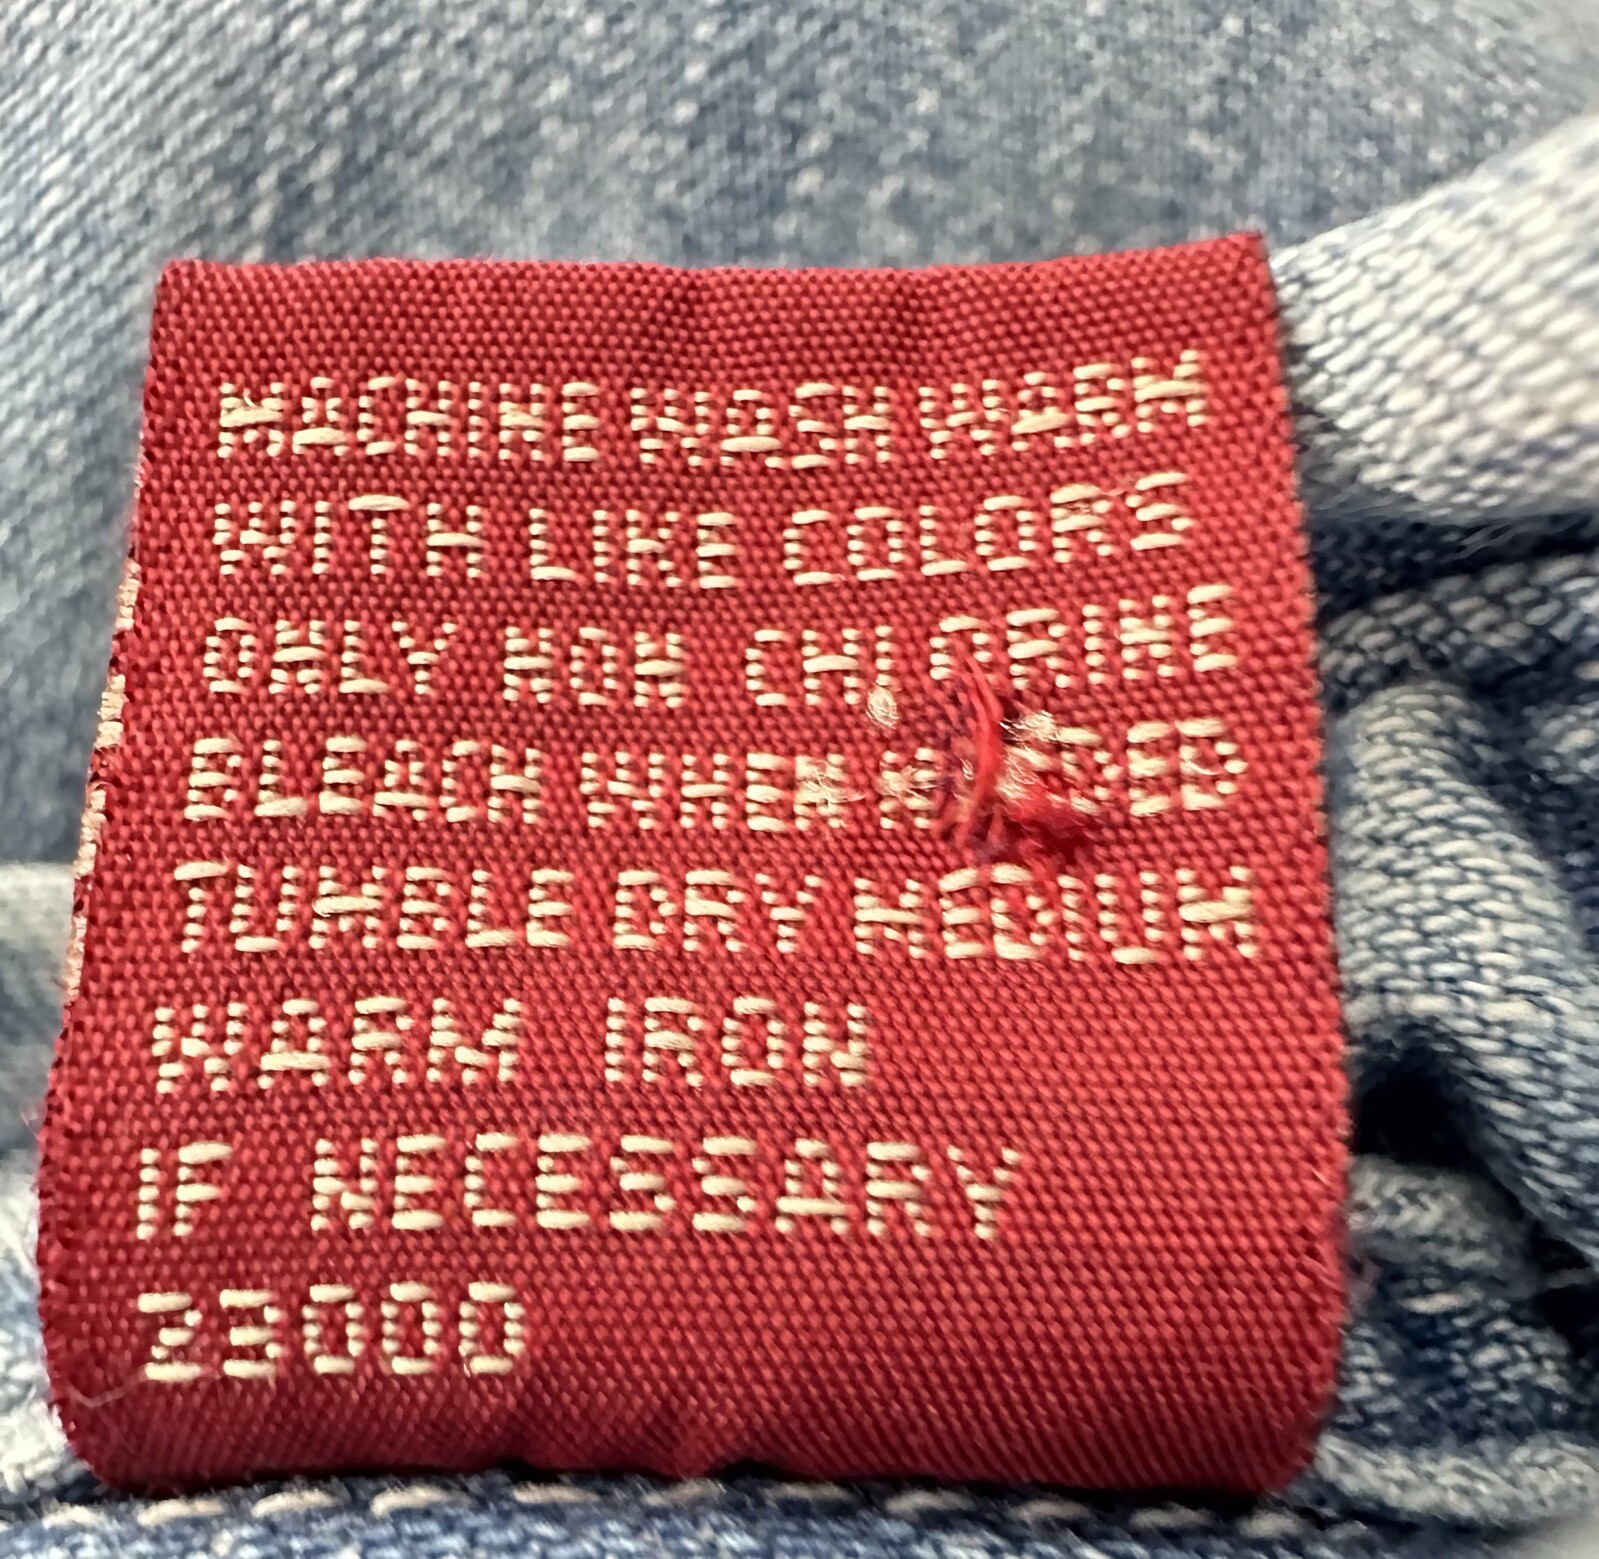 MACHINE WASH WARM
WITH LIKE COLORS
ONLY NON CHLORINE
BLEACH WHEN NEEDED
TUMBLE DRY MEDIUM
WARM IRON
IF NECESSARY
23000